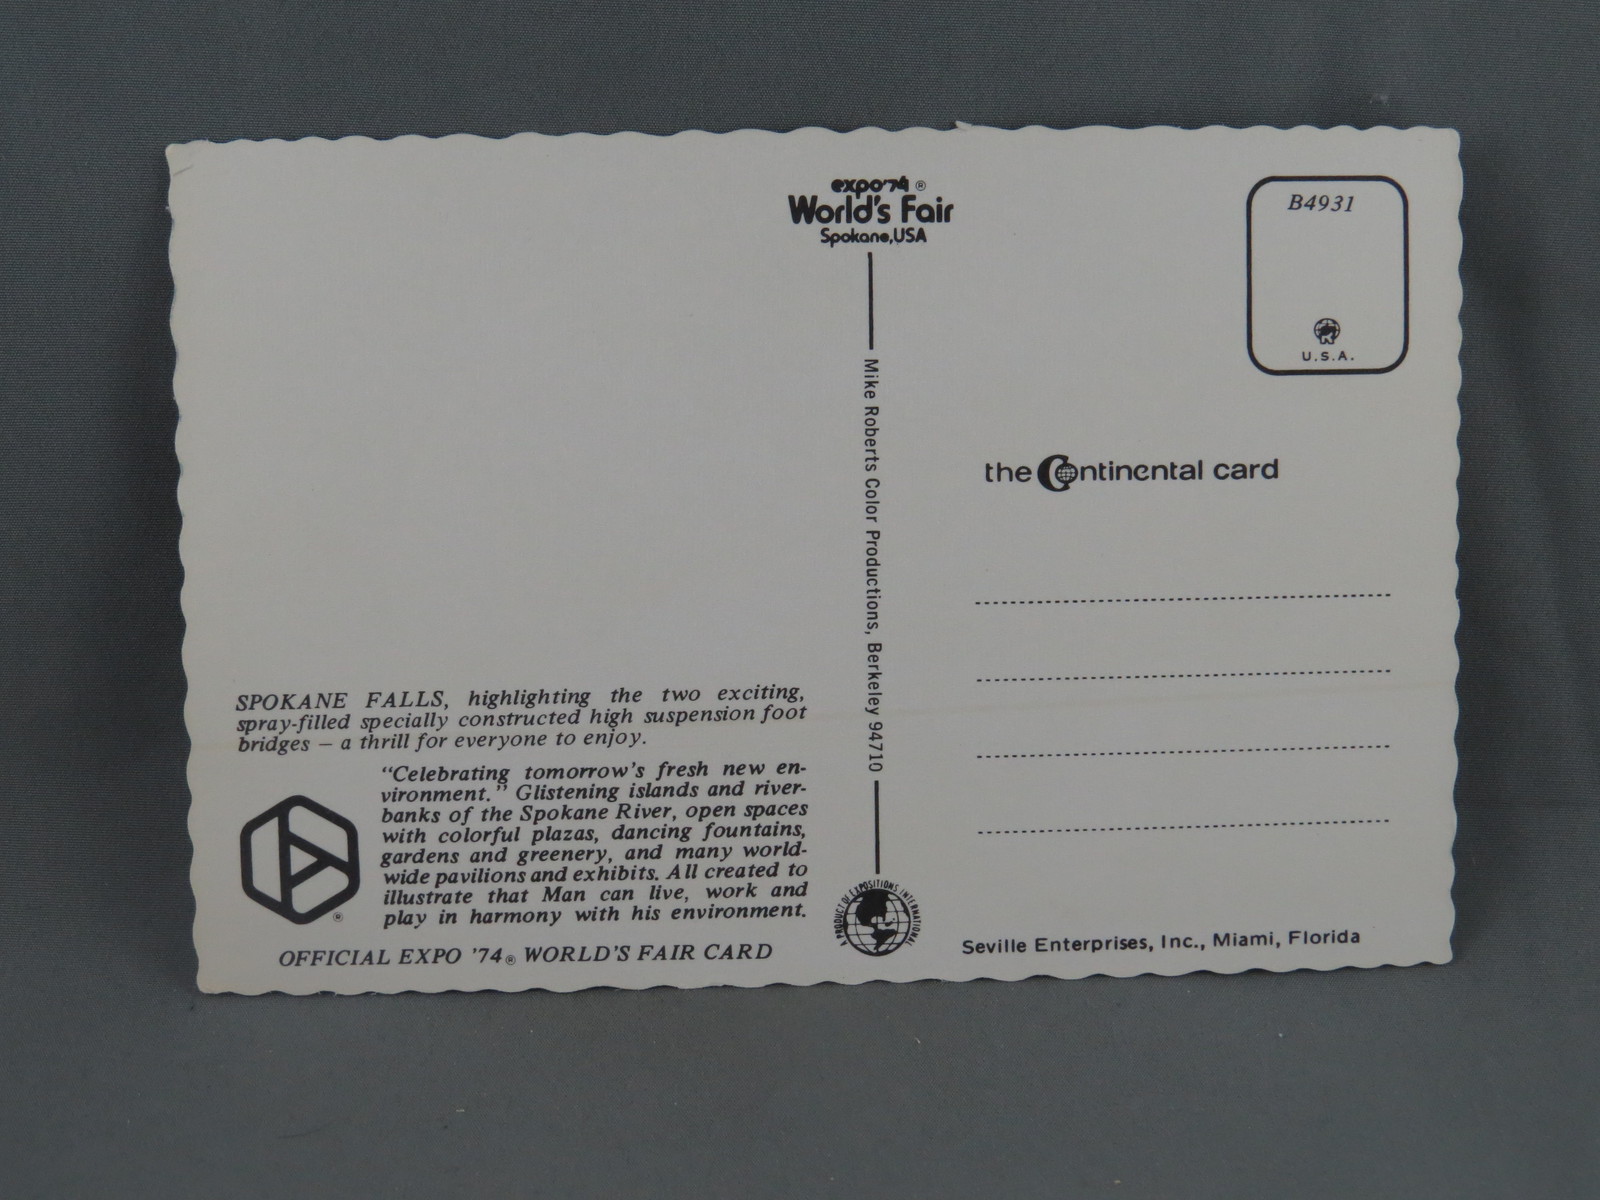 expo'74 ®
World's Fair
Spokane, USA
B4931
U.S.A.
Mike Roberts Color Productions, Berkeley 94710
the Continental card
SPOKANE FALLS, highlighting the two exciting,
spray-filled specially constructed high suspension foot
bridges – a thrill for everyone to enjoy.
"Celebrating tomorrow's fresh new en-
vironment." Glistening islands and river-
banks of the Spokane River, open spaces
with colorful plazas, dancing fountains,
gardens and greenery, and many world-
wide pavilions and exhibits. All created to
illustrate that Man can live, work and
play in harmony with his environment.
®
OFFICIAL EXPO '74® WORLD'S FAIR CARD
A PRODUCT OF EXPOSITIONS INTERNATIONAL
Seville Enterprises, Inc., Miami, Florida